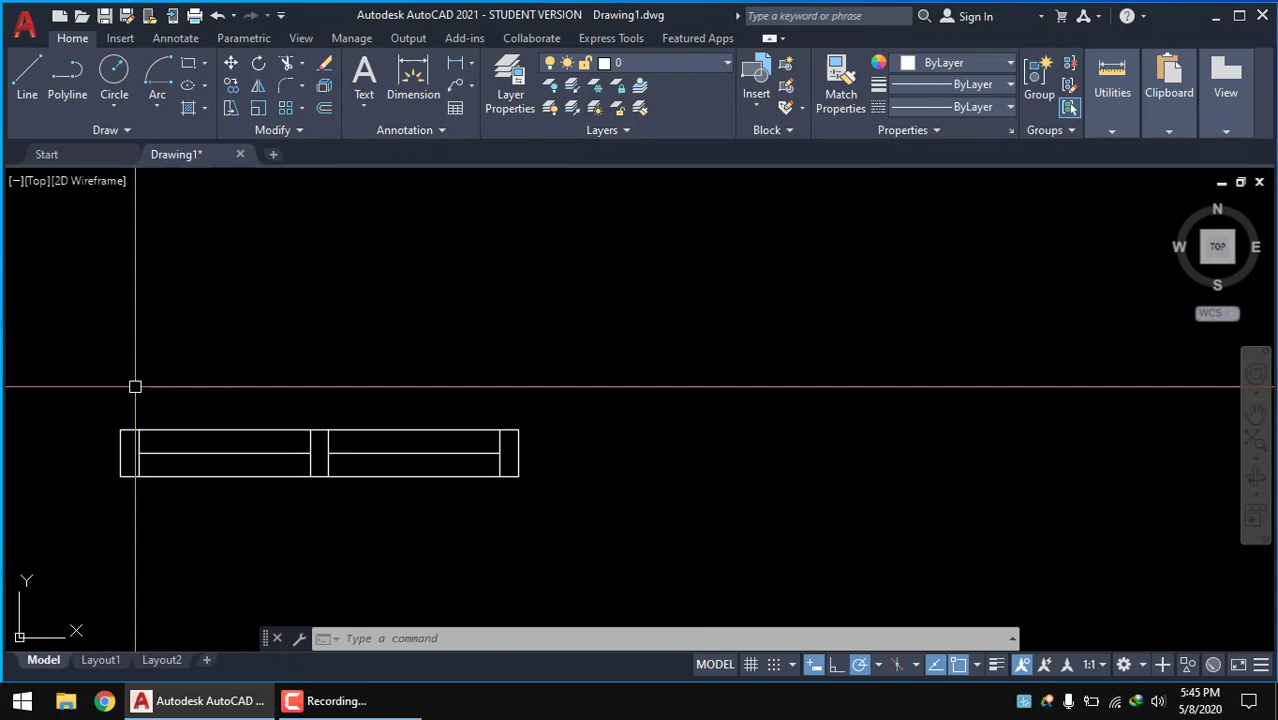 Autodesk AutoCAD 2021 - STUDENT VERSION Drawing1.dwg
Type a keyword or phrase
Sign In
Home Insert Annotate Parametric View Manage Output Add-ins Collaborate Express Tools Featured Apps
Line Polyline Circle Arc
Draw
Modify
Text Dimension
Annotation
Layer Properties
0
Layers
Insert
Block
Match Properties
ByLayer
ByLayer
ByLayer
Properties
Group
Groups
Utilities
Clipboard
View
Start
Drawing1*
[−][Top][2D Wireframe]
N
W TOP E
S
WCS
Y
X
Type a command
Model Layout1 Layout2
MODEL
1:1
Autodesk AutoCAD ...
Recording...
5:45 PM
5/8/2020